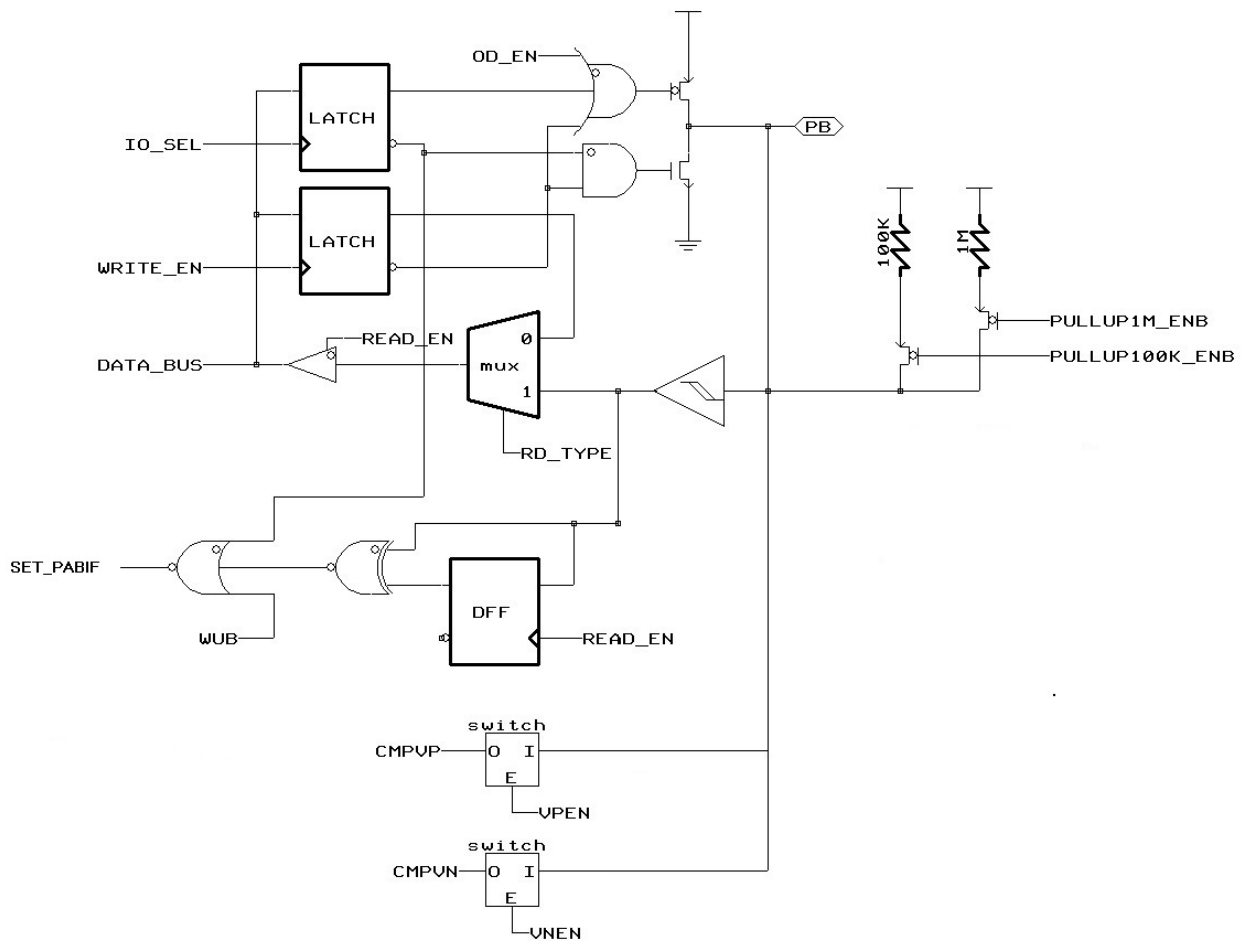 OD_EN
LATCH
PB
IO_SEL
LATCH
100K
1M
WRITE_EN
READ_EN
0
PULLUP1M_ENB
DATA_BUS
mux
PULLUP100K_ENB
1
RD_TYPE
SET_PABIF
DFF
WUB
READ_EN
switch
CMPVP
O I
E
VPEN
switch
CMPVN
O I
E
VNEN